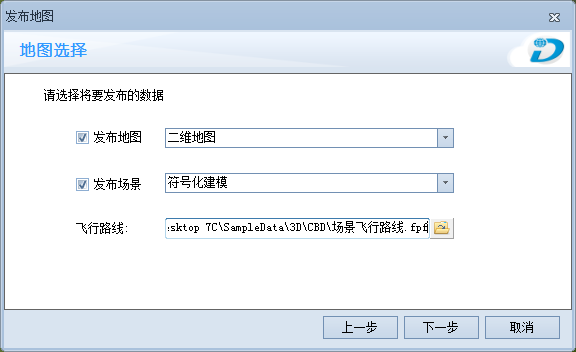 发布地图
地图选择
请选择将要发布的数据
发布地图 二维地图
发布场景 符号化建模
飞行路线: sktop 7C\SampleData\3D\CBD\场景飞行路线.fpf
上一步 下一步 取消